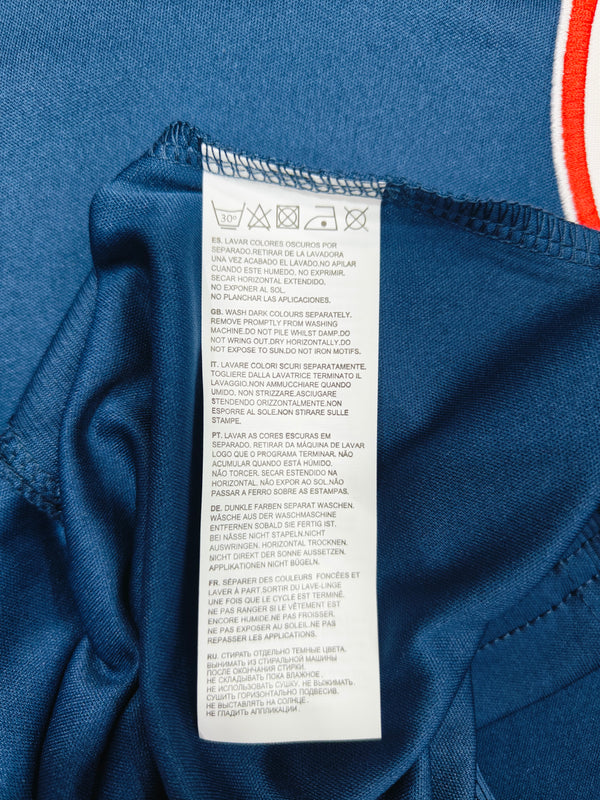 30º
ES. LAVAR COLORES OSCUROS POR
SEPARADO.RETIRAR DE LA LAVADORA
UNA VEZ ACABADO EL LAVADO.NO APILAR
CUANDO ESTE HUMEDO, NO EXPRIMIR.
SECAR HORIZONTAL EXTENDIDO.
NO EXPONER AL SOL.
NO PLANCHAR LAS APLICACIONES.
GB. WASH DARK COLOURS SEPARATELY.
REMOVE PROMPTLY FROM WASHING
MACHINE.DO NOT PILE WHILST DAMP.DO
NOT WRING OUT.DRY HORIZONTALLY.DO
NOT EXPOSE TO SUN.DO NOT IRON MOTIFS.
IT. LAVARE COLORI SCURI SEPARATAMENTE.
TOGLIERE DALLA LAVATRICE TERMINATO IL
LAVAGGIO.NON AMMUCCHIARE QUANDO
UMIDO, NON STRIZZARE.ASCIUGARE
STENDENDO ORIZZONTALMENTE.NON
ESPORRE AL SOLE.NON STIRARE SULLE
STAMPE.
PT. LAVAR AS CORES ESCURAS EM
SEPARADO. RETIRAR DA MÁQUINA DE LAVAR
LOGO QUE O PROGRAMA TERMINAR. NÃO
ACUMULAR QUANDO ESTÁ HÚMIDO.
NÃO TORCER. SECAR ESTENDIDO NA
HORIZONTAL. NÃO EXPOR AO SOL.NÃO
PASSAR A FERRO SOBRE AS ESTAMPAS.
DE. DUNKLE FARBEN SEPARAT WASCHEN.
WÄSCHE AUS DER WASCHMASCHINE
ENTFERNEN SOBALD SIE FERTIG IST.
BEI NÄSSE NICHT STAPELN.NICHT
AUSWRINGEN. HORIZONTAL TROCKNEN.
NICHT DIREKT DER SONNE AUSSETZEN.
APPLIKATIONEN NICHT BÜGELN.
FR. SÉPARER DES COULEURS FONCÉES ET
LAVER À PART.SORTIR DU LAVE-LINGE
UNE FOIS QUE LE CYCLE EST TERMINÉ.
NE PAS RANGER SI LE VÊTEMENT EST
ENCORE HUMIDE.NE PAS FROISSER.
NE PAS EXPOSER AU SOLEIL.NE PAS
REPASSER LES APPLICATIONS.
RU. СТИРАТЬ ОТДЕЛЬНО ТЕМНЫЕ ЦВЕТА.
ВЫНИМАТЬ ИЗ СТИРАЛЬНОЙ МАШИНЫ
ПОСЛЕ ОКОНЧАНИЯ СТИРКИ.
НЕ СКЛАДЫВАТЬ ПОКА ВЛАЖНОЕ.
НЕ ИСПОЛЬЗОВАТЬ СУШКУ. НЕ ВЫЖИМАТЬ.
СУШИТЬ ГОРИЗОНТАЛЬНО ПОДВЕСИВ.
НЕ ВЫСТАВЛЯТЬ НА СОЛНЦЕ.
НЕ ГЛАДИТЬ АППЛИКАЦИИ.